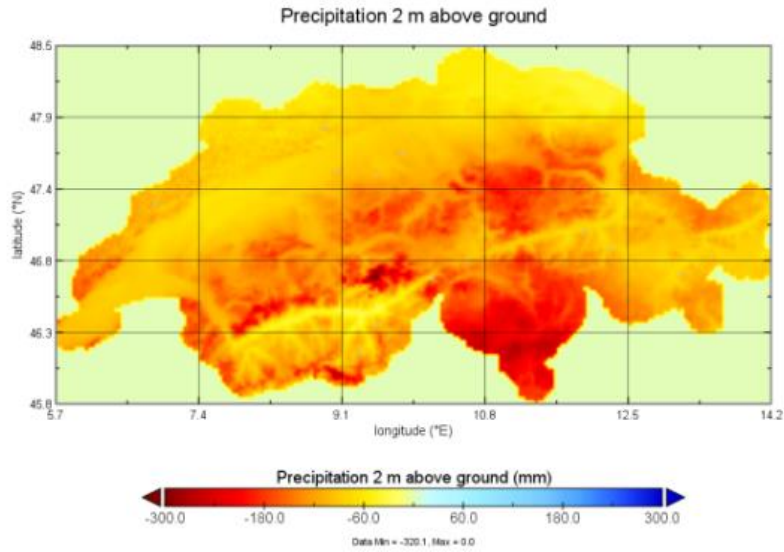 Precipitation 2 m above ground
48.5
47.9
47.4
46.8
46.3
45.8
latitude (°N)
5.7 7.4 9.1 10.8 12.5 14.2
longitude (°E)
Precipitation 2 m above ground (mm)
-300.0 -180.0 -60.0 60.0 180.0 300.0
Data Min = -320.1, Max = 0.0